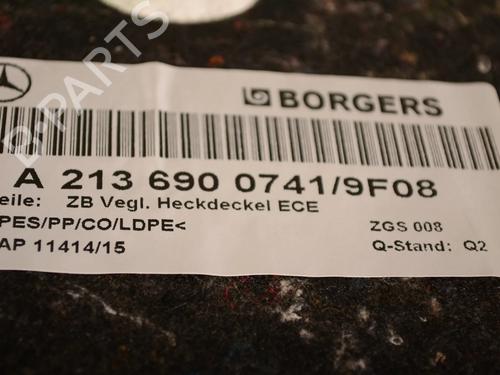 B-PARTS
BORGERS
A 213 690 0741/9F08
eile: ZB Vegl. Heckdeckel ECE
PES/PP/CO/LDPE< ZGS 008
AP 11414/15 Q-Stand: Q2